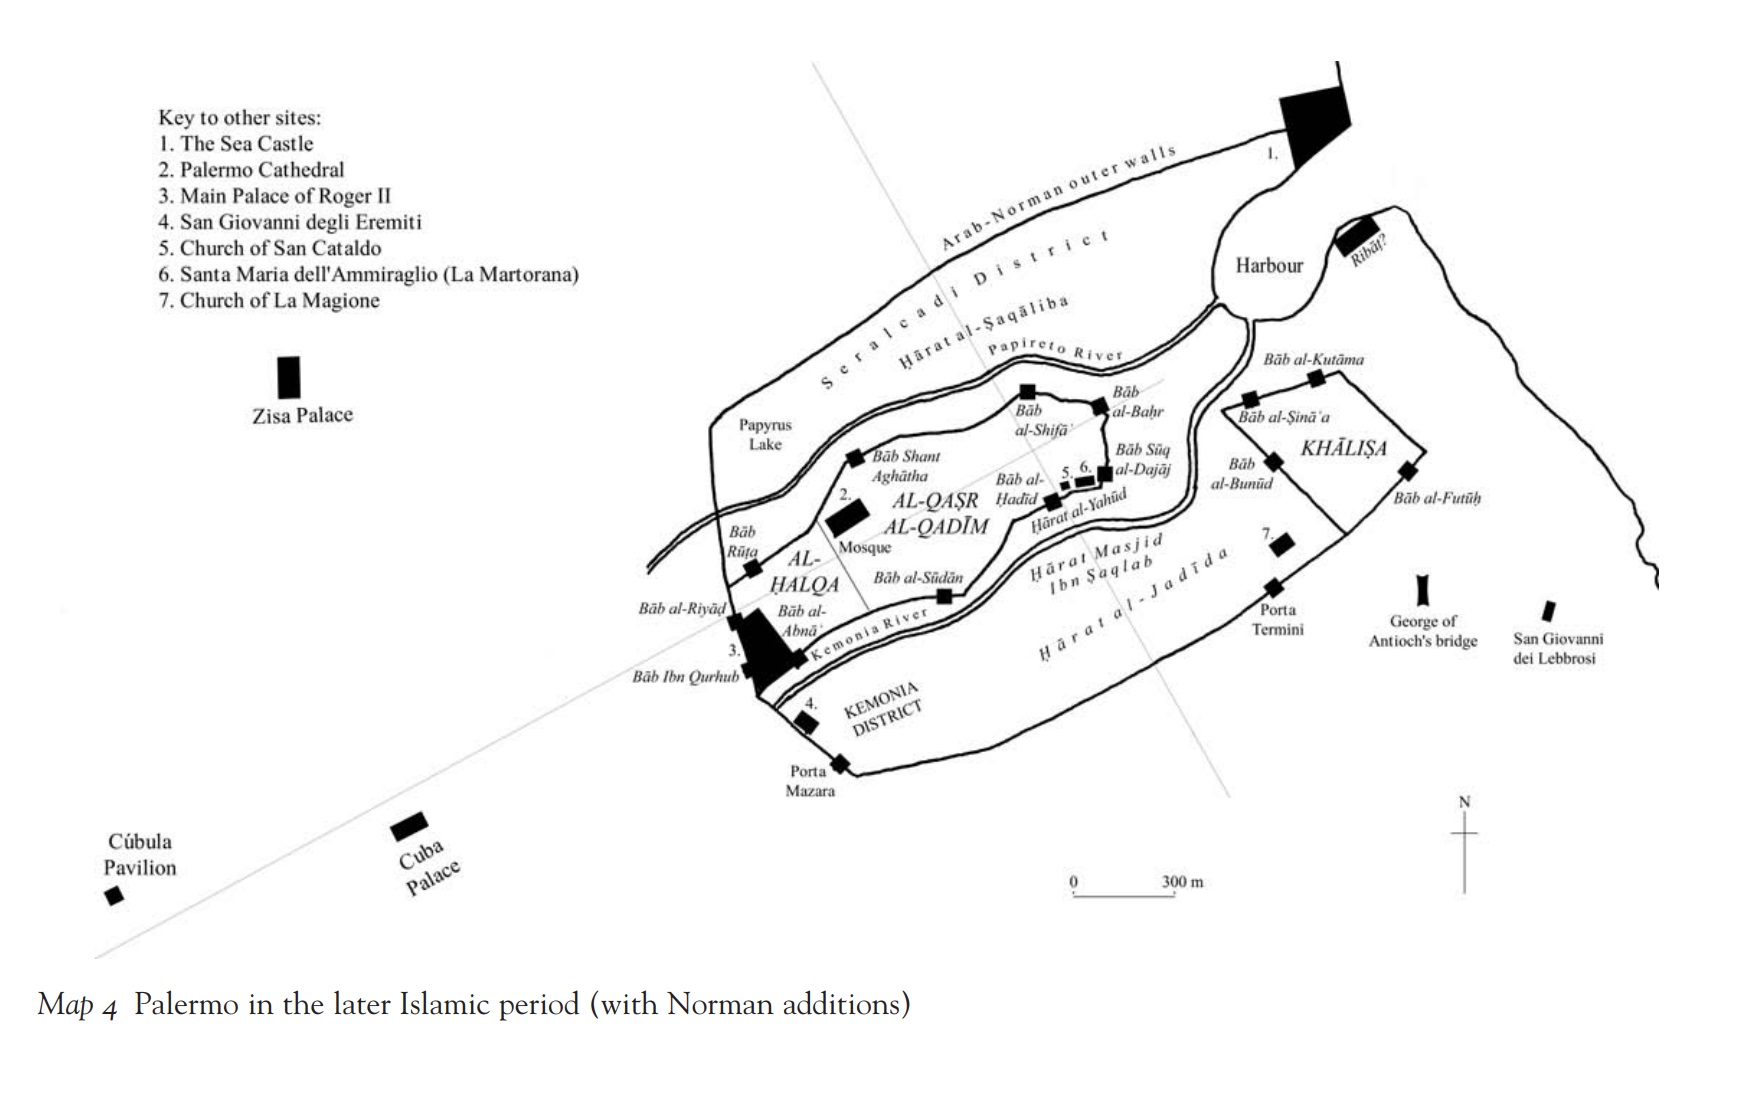 Key to other sites:
1. The Sea Castle
2. Palermo Cathedral
3. Main Palace of Roger II
4. San Giovanni degli Eremiti
5. Church of San Cataldo
6. Santa Maria dell'Ammiraglio (La Martorana)
7. Church of La Magione
Zisa Palace
1.
Arab-Norman outer walls
Seralcadi District
Ḥārat al-Ṣaqāliba
Papireto River
Harbour
Ribāṭ?
Papyrus
Lake
Bāb
al-Shifāʾ
Bāb
al-Baḥr
Bāb al-Kutāma
Bāb al-Ṣināʿa
KHĀLIṢA
Bāb
al-Bunūd
Bāb al-Futūḥ
Bāb Shant
Aghātha
2.
Mosque
AL-QAṢR
AL-QADĪM
Bāb al-
Ḥadīd
5.
6.
Bāb Sūq
al-Dajāj
Ḥārat al-Yahūd
Bāb
Rūṭa
AL-
ḤALQA
Bāb al-Sūdān
Ḥārat Masjid
Ibn Ṣaqlab
Ḥārat al-Jadīda
7.
Bāb al-Riyāḍ
Bāb al-
Abnāʾ
Kemonia River
3.
Bāb Ibn Qurhub
4.
KEMONIA
DISTRICT
Porta
Mazara
Porta
Termini
George of
Antioch's bridge
San Giovanni
dei Lebbrosi
Cúbula
Pavilion
Cuba
Palace
N
0 300 m
Map 4 Palermo in the later Islamic period (with Norman additions)